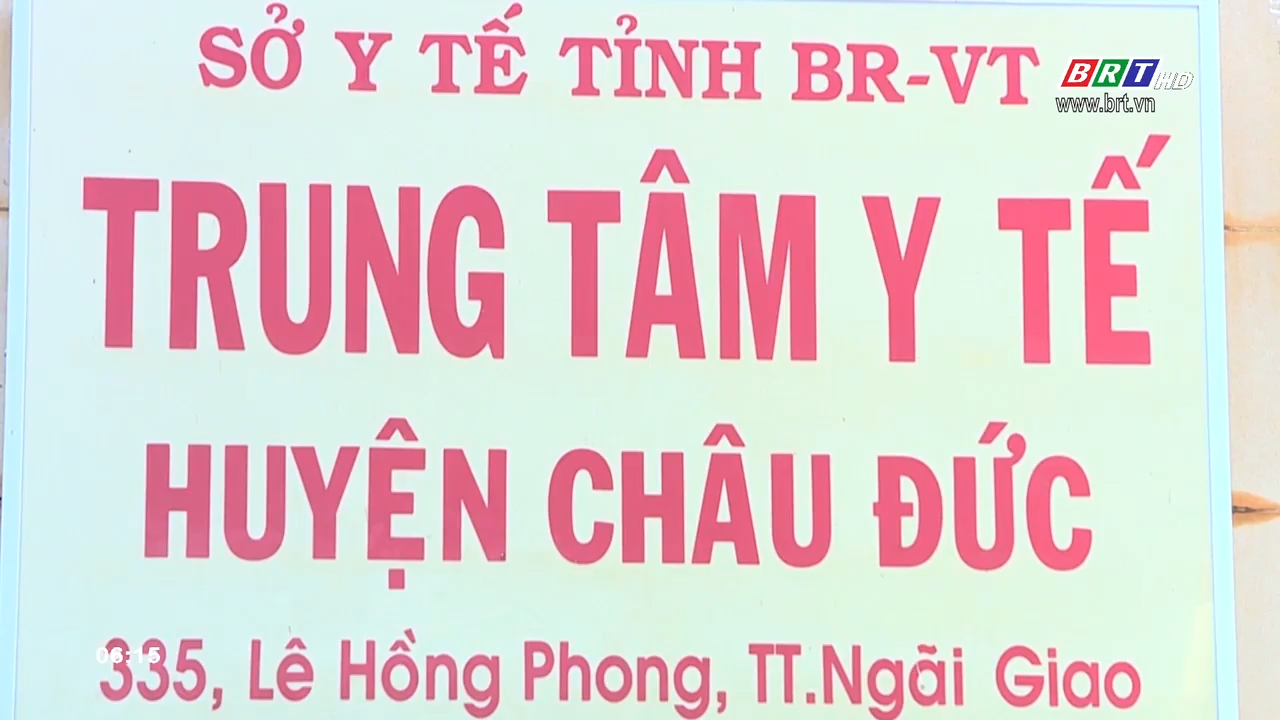 SỞ Y TẾ TỈNH BR-VT
BRT HD
www.brt.vn
TRUNG TÂM Y TẾ
HUYỆN CHÂU ĐỨC
335, Lê Hồng Phong, TT.Ngãi Giao
06:15